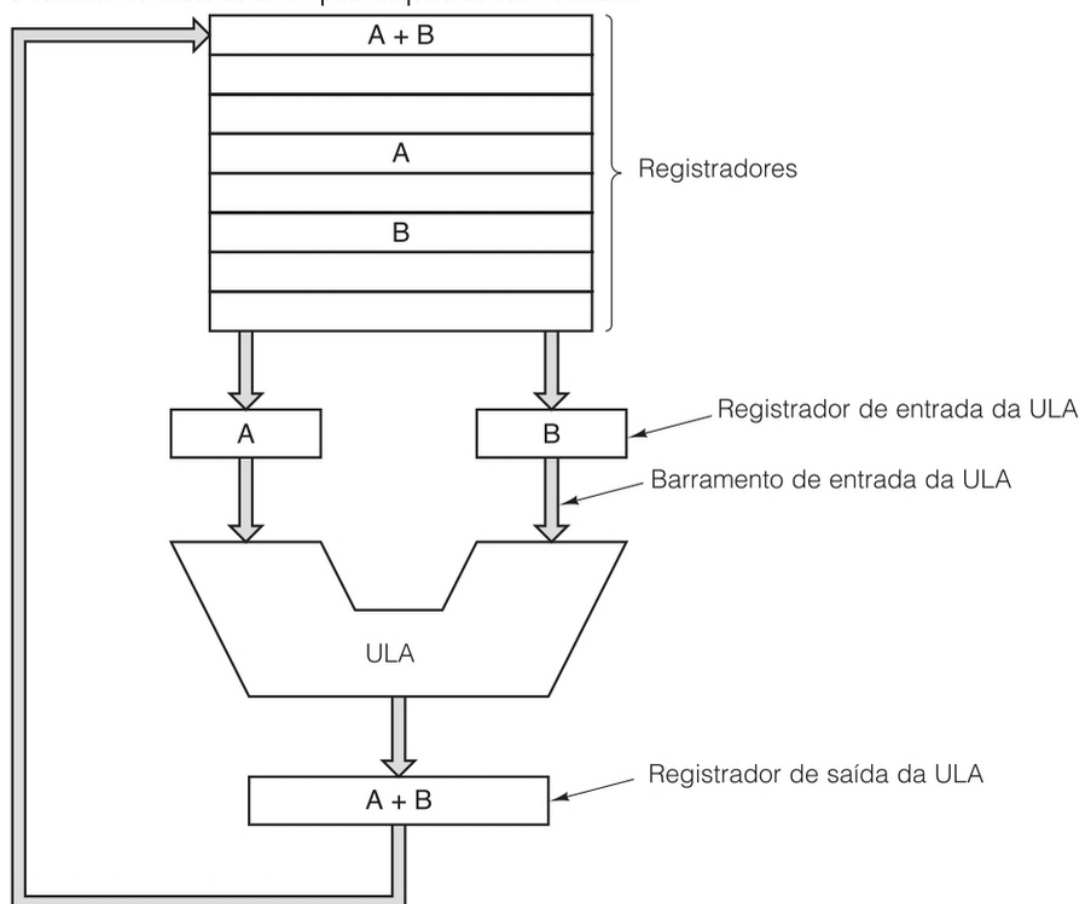 A + B
A
Registradores
B
Registrador de entrada da ULA
A
B
Barramento de entrada da ULA
ULA
Registrador de saída da ULA
A + B